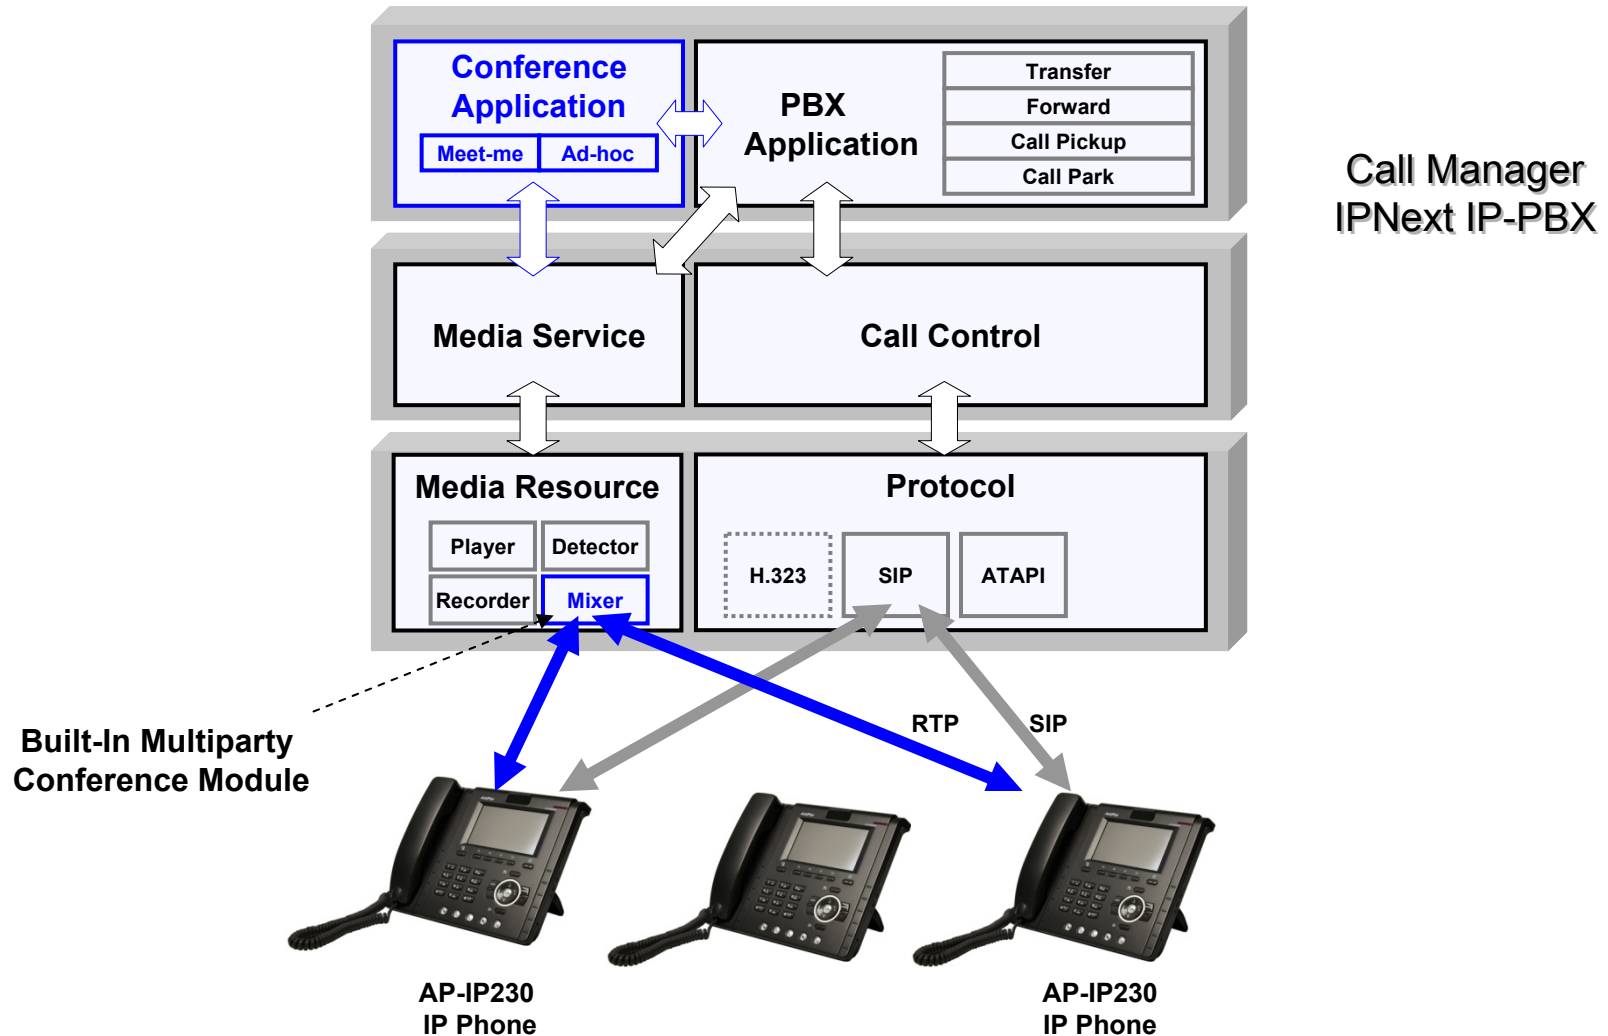 Conference
Application
Meet-me
Ad-hoc
PBX
Application
Transfer
Forward
Call Pickup
Call Park
Call Manager
IPNext IP-PBX
Media Service
Call Control
Media Resource
Player
Detector
Recorder
Mixer
Protocol
H.323
SIP
ATAPI
RTP
SIP
Built-In Multiparty
Conference Module
AP-IP230
IP Phone
AP-IP230
IP Phone